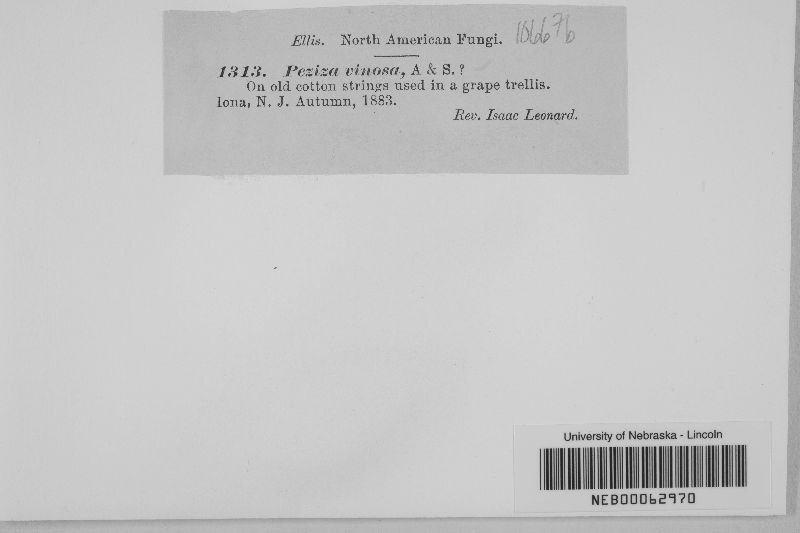 Ellis. North American Fungi. 106676
1313. Peziza vinosa, A & S. ?
On old cotton strings used in a grape trellis.
Iona, N. J. Autumn, 1883.
Rev. Isaac Leonard.
University of Nebraska - Lincoln
NEB00062970